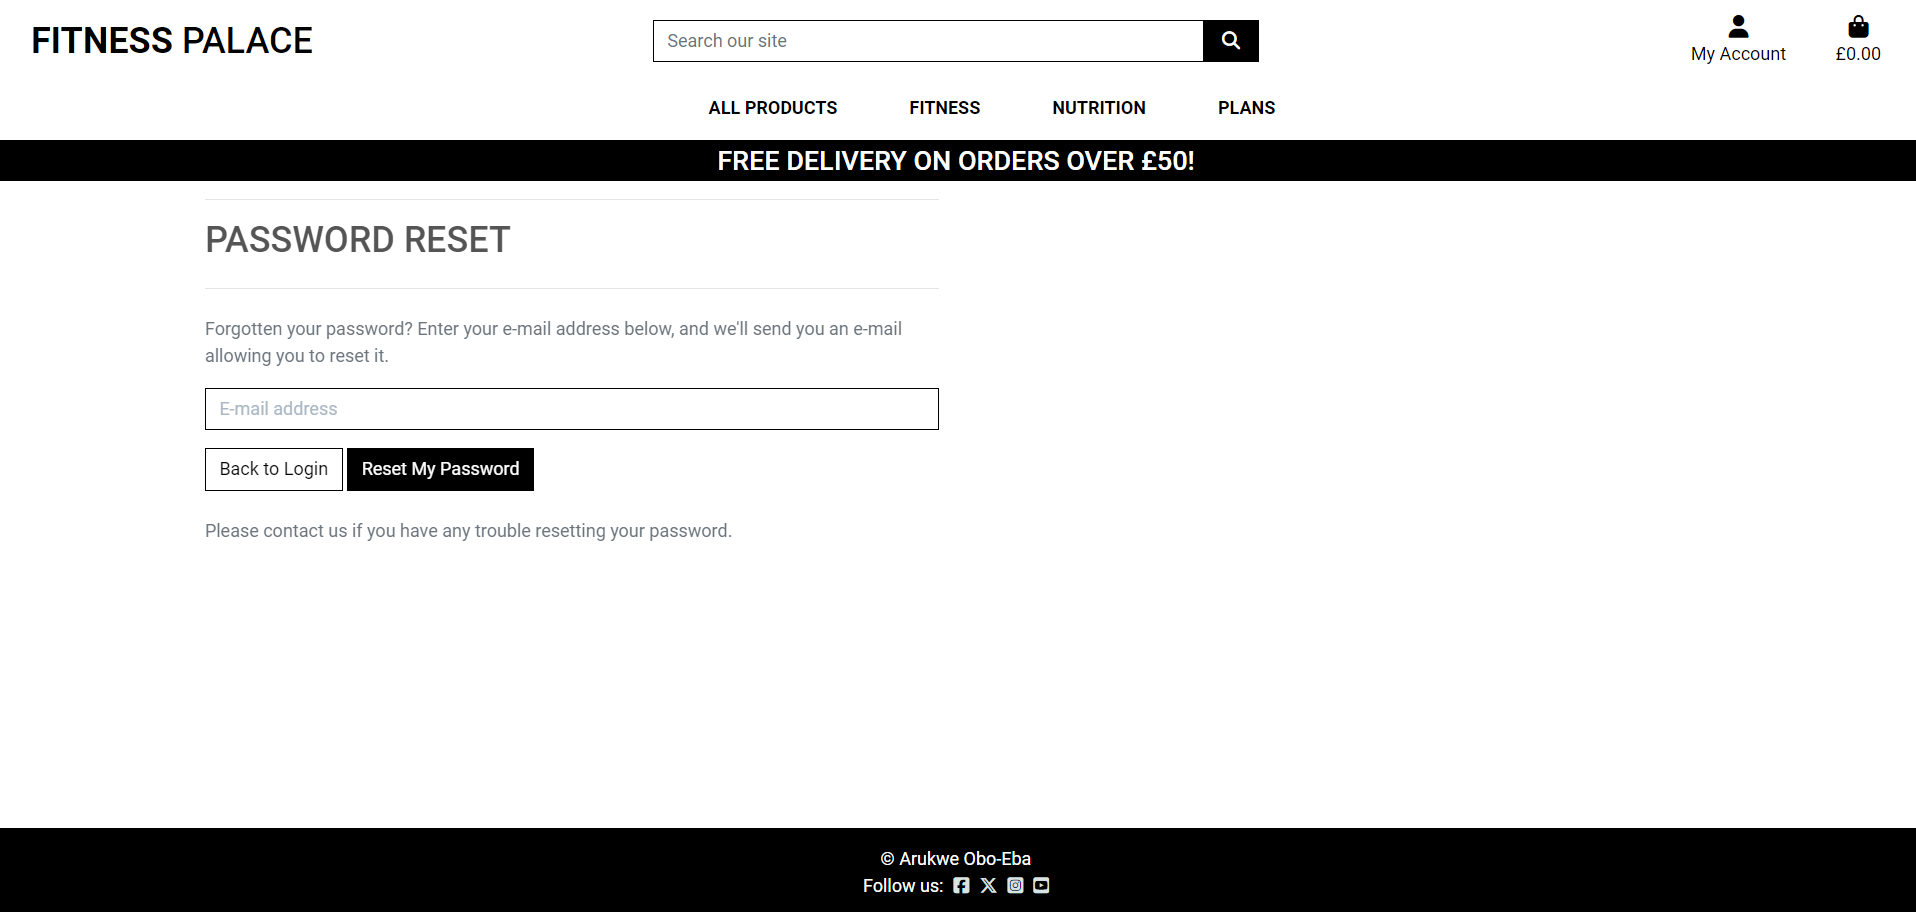 FITNESS PALACE
Search our site
My Account
£0.00
ALL PRODUCTS
FITNESS
NUTRITION
PLANS
FREE DELIVERY ON ORDERS OVER £50!
PASSWORD RESET
Forgotten your password? Enter your e-mail address below, and we'll send you an e-mail
allowing you to reset it.
E-mail address
Back to Login
Reset My Password
Please contact us if you have any trouble resetting your password.
© Arukwe Obo-Eba
Follow us: